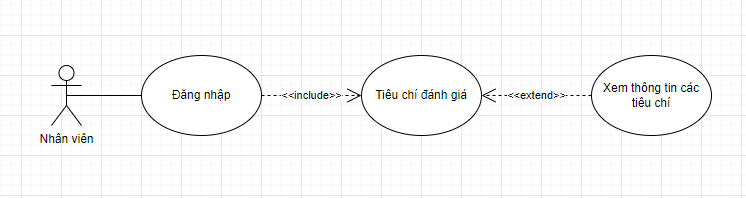 Đăng nhập
<<include>>
Tiêu chí đánh giá
<<extend>>
Xem thông tin các
tiêu chí
Nhân viên